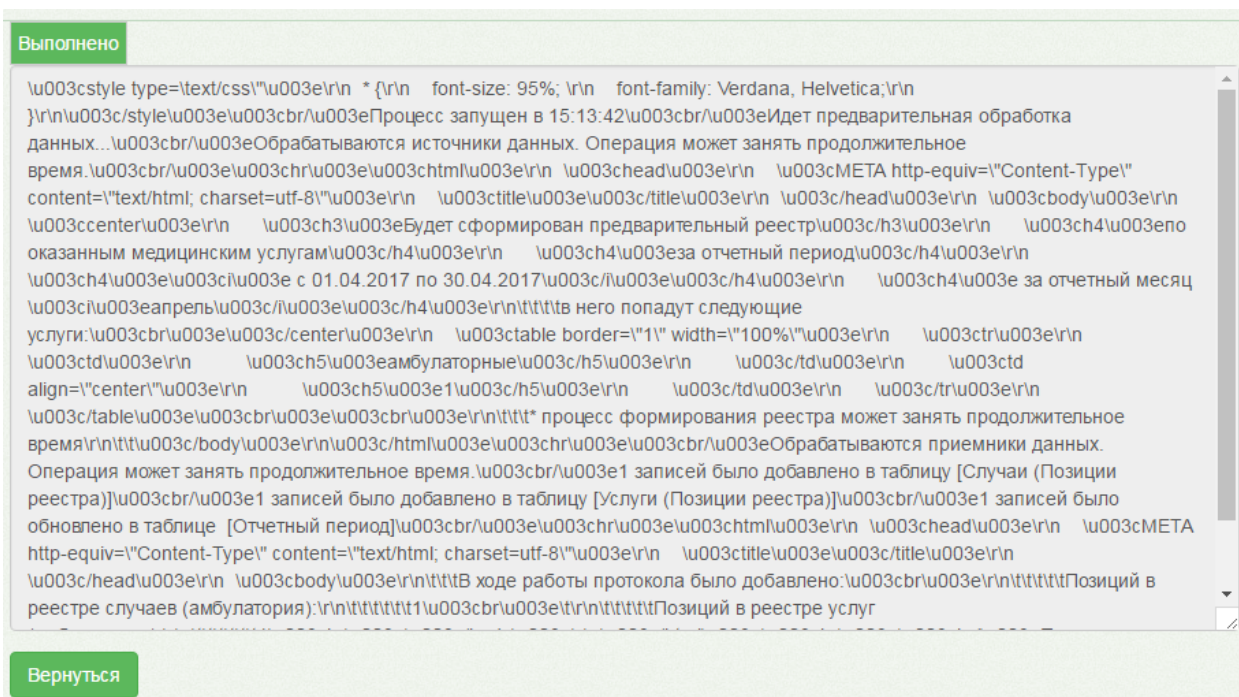 Выполнено
\u003cstyle type=\text/css\"\u003e\r\n * {\r\n font-size: 95%; \r\n font-family: Verdana, Helvetica;\r\n
}\r\n\u003c/style\u003e\u003cbr/\u003eПроцесс запущен в 15:13:42\u003cbr/\u003eИдет предварительная обработка
данных...\u003cbr/\u003eОбрабатываются источники данных. Операция может занять продолжительное
время.\u003cbr/\u003e\u003chr\u003e\u003chtml\u003e\r\n \u003chead\u003e\r\n \u003cMETA http-equiv=\"Content-Type\"
content=\"text/html; charset=utf-8\"\u003e\r\n \u003ctitle\u003e\u003c/title\u003e\r\n \u003c/head\u003e\r\n \u003cbody\u003e\r\n
\u003ccenter\u003e\r\n \u003ch3\u003eБудет сформирован предварительный реестр\u003c/h3\u003e\r\n \u003ch4\u003eпо
оказанным медицинским услугам\u003c/h4\u003e\r\n \u003ch4\u003eза отчетный период\u003c/h4\u003e\r\n
\u003ch4\u003e\u003ci\u003e с 01.04.2017 по 30.04.2017\u003c/i\u003e\u003c/h4\u003e\r\n \u003ch4\u003e за отчетный месяц
\u003ci\u003eапрель\u003c/i\u003e\u003c/h4\u003e\r\n\t\t\t\tв него попадут следующие
услуги:\u003cbr\u003e\u003c/center\u003e\r\n \u003ctable border=\"1\" width=\"100%\"\u003e\r\n \u003ctr\u003e\r\n
\u003ctd\u003e\r\n \u003ch5\u003eамбулаторные\u003c/h5\u003e\r\n \u003c/td\u003e\r\n \u003ctd
align=\"center\"\u003e\r\n \u003ch5\u003e1\u003c/h5\u003e\r\n \u003c/td\u003e\r\n \u003c/tr\u003e\r\n
\u003c/table\u003e\u003cbr\u003e\u003cbr\u003e\r\n\t\t\t* процесс формирования реестра может занять продолжительное
время\r\n\t\t\u003c/body\u003e\r\n\u003c/html\u003e\u003chr\u003e\u003cbr/\u003eОбрабатываются приемники данных.
Операция может занять продолжительное время.\u003cbr/\u003e1 записей было добавлено в таблицу [Случаи (Позиции
реестра)]\u003cbr/\u003e1 записей было добавлено в таблицу [Услуги (Позиции реестра)]\u003cbr/\u003e1 записей было
обновлено в таблице [Отчетный период]\u003cbr/\u003e\u003chr\u003e\u003chtml\u003e\r\n \u003chead\u003e\r\n \u003cMETA
http-equiv=\"Content-Type\" content=\"text/html; charset=utf-8\"\u003e\r\n \u003ctitle\u003e\u003c/title\u003e\r\n
\u003c/head\u003e\r\n \u003cbody\u003e\r\n\t\t\tВ ходе работы протокола было добавлено:\u003cbr\u003e\r\n\t\t\t\t\tПозиций в
реестре случаев (амбулатория):\r\n\t\t\t\t\t\t1\u003cbr\u003e\t\r\n\t\t\t\t\tПозиций в реестре услуг
Вернуться